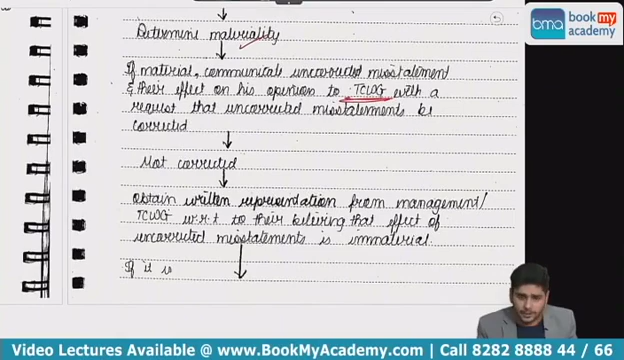 Determine materiality
If material, communicate uncorrected misstatement
& their effect on his openion to TCWG with a
request that uncorrected misstatements be
corrected
Not corrected
Obtain written representation from management/
TCWG w.r.t to their believing that effect of
uncorrected misstatements is immaterial.
If it is
bma
book my
academy
Video Lectures Available @ www.BookMyAcademy.com | Call 8282 8888 44 / 66